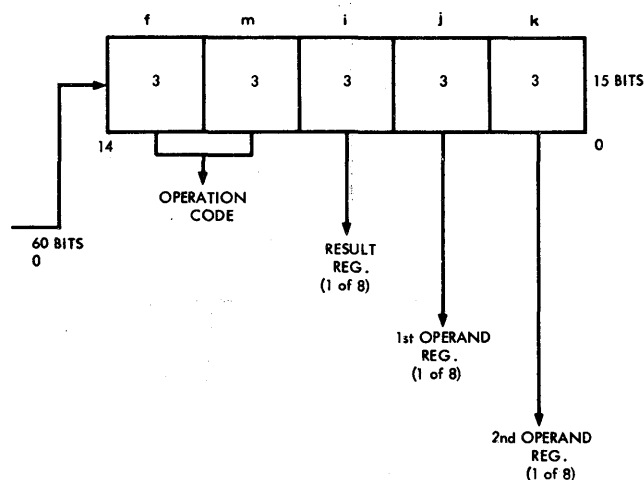 f m i j k
3 3 3 3 3
15 BITS
14
0
OPERATION
CODE
60 BITS
0
RESULT
REG.
(1 of 8)
1st OPERAND
REG.
(1 of 8)
2nd OPERAND
REG.
(1 of 8)